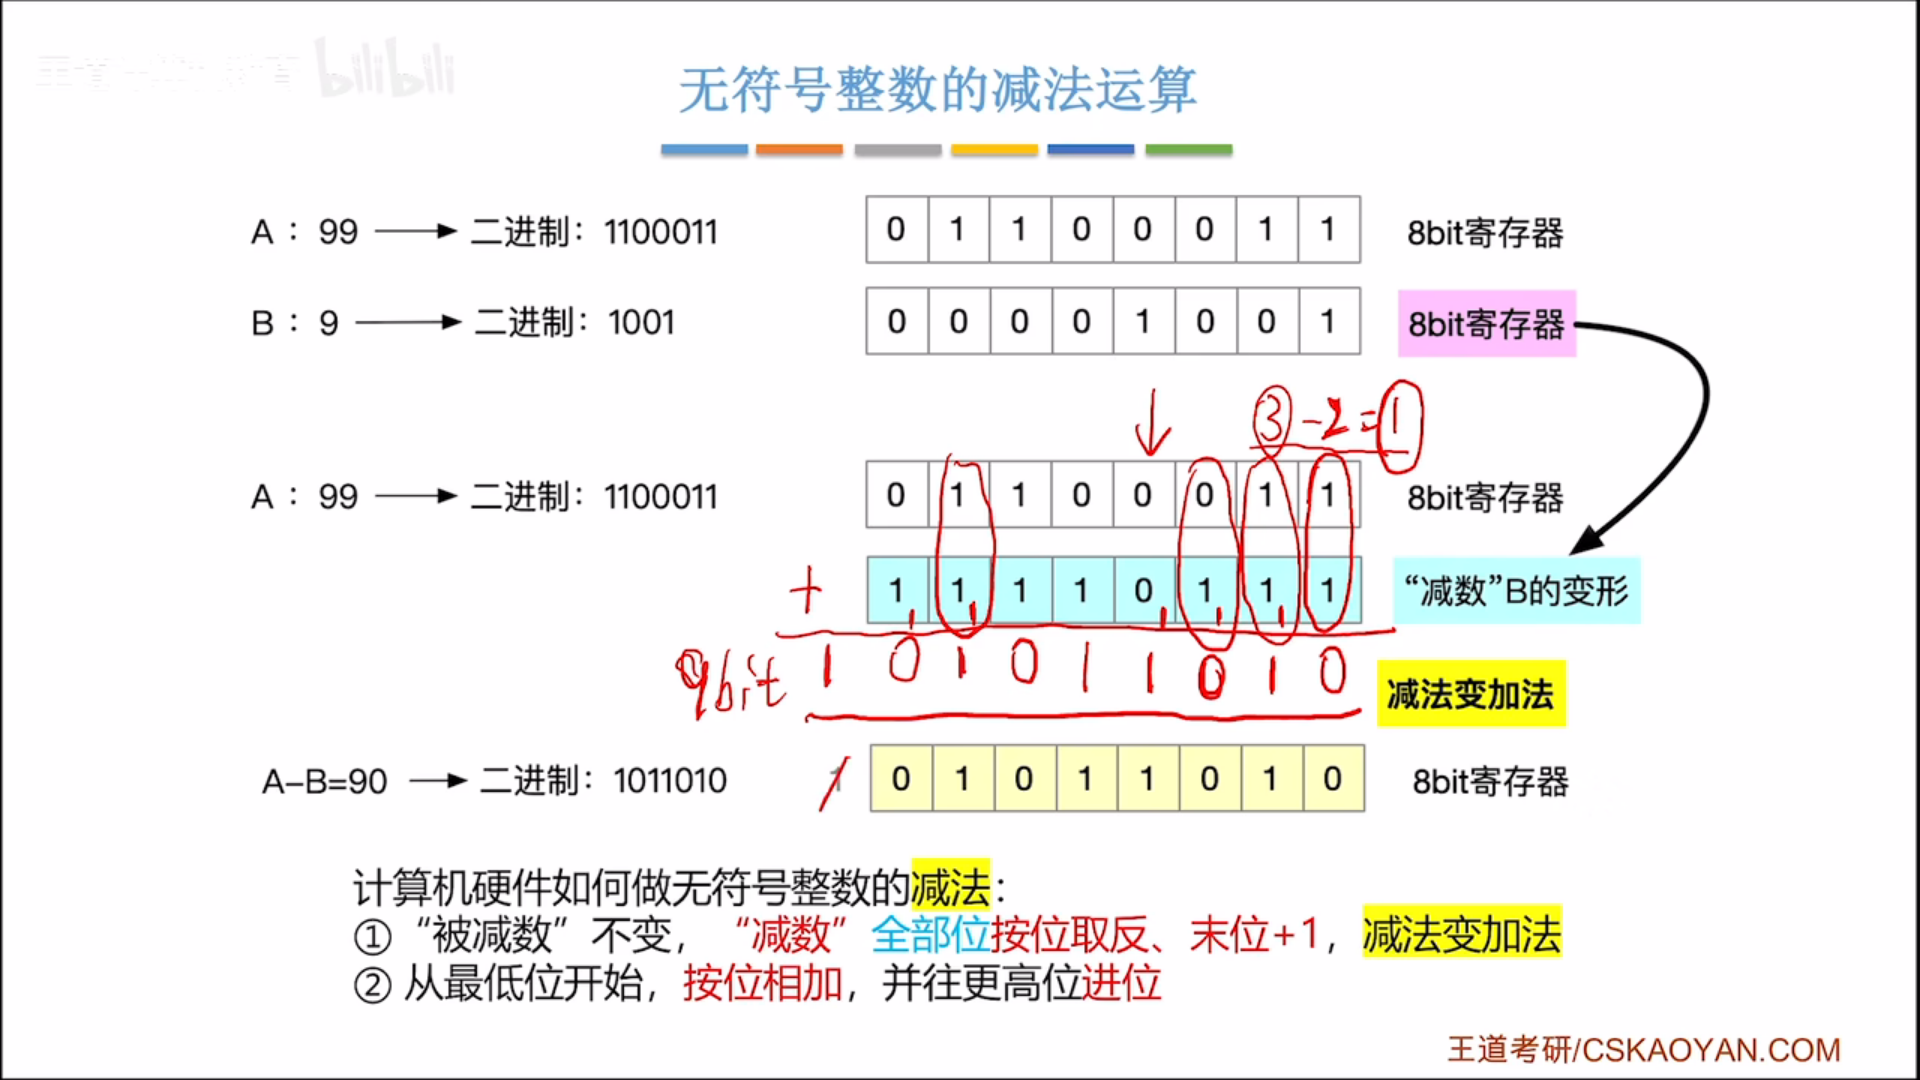 bilibili
无符号整数的减法运算
A：99 二进制：1100011 0 1 1 0 0 0 1 1 8bit寄存器
B：9 二进制：1001 0 0 0 0 1 0 0 1 8bit寄存器
3-2=1
A：99 二进制：1100011 0 1 1 0 0 0 1 1 8bit寄存器
+ 1 1 1 1 0 1 1 1 “减数”B的变形
9bit 1 0 1 0 1 1 0 1 0
减法变加法
A-B=90 二进制：1011010 1 0 1 0 1 1 0 1 0 8bit寄存器
计算机硬件如何做无符号整数的减法：
①“被减数”不变，“减数”全部位按位取反、末位+1，减法变加法
② 从最低位开始，按位相加，并往更高位进位
王道考研/CSKAOYAN.COM